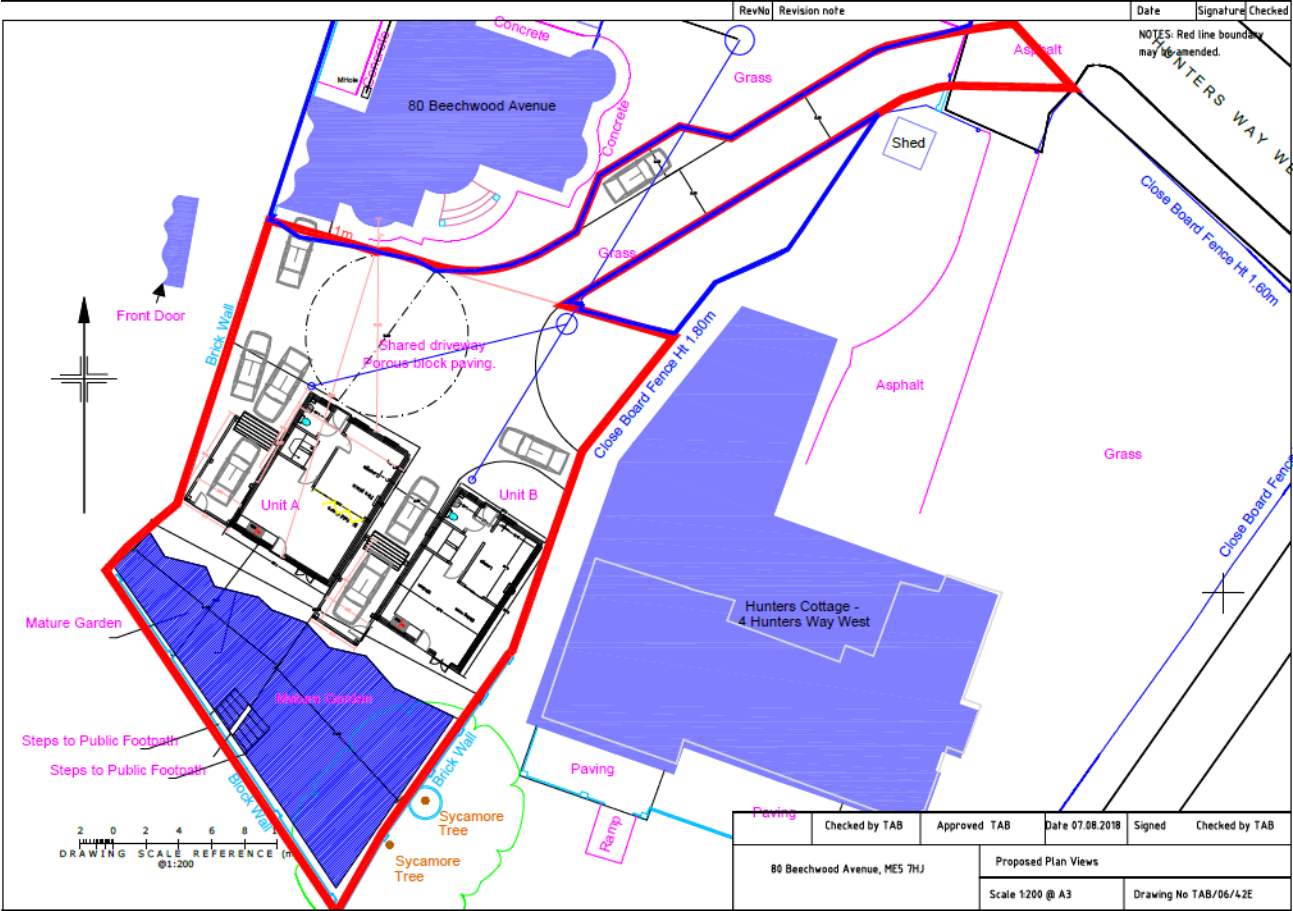 RevNo Revision note Date Signature Checked
NOTES: Red line boundary
may be amended.
HUNTERS WAY WE
Concrete
Concrete
MHole
80 Beechwood Avenue
Concrete
Grass
Asphalt
Shed
Close Board Fence Ht 1.60m
1m
Grass
Front Door
Brick Wall
Shared driveway
Porous block paving.
Close Board Fence Ht 1.80m
Asphalt
Grass
Close Board Fence
Unit A
Unit B
Hunters Cottage -
4 Hunters Way West
Mature Garden
Mature Garden
Steps to Public Footpath
Steps to Public Footpath
Block Wall
Brick Wall
Sycamore
Tree
Sycamore
Tree
Paving
Ramp
Paving
2 0 2 4 6 8 1
DRAWING SCALE REFERENCE (m
@1:200
Checked by TAB Approved TAB Date 07.08.2018 Signed Checked by TAB
80 Beechwood Avenue, ME5 7HJ
Proposed Plan Views
Scale 1:200 @ A3 Drawing No TAB/06/42E